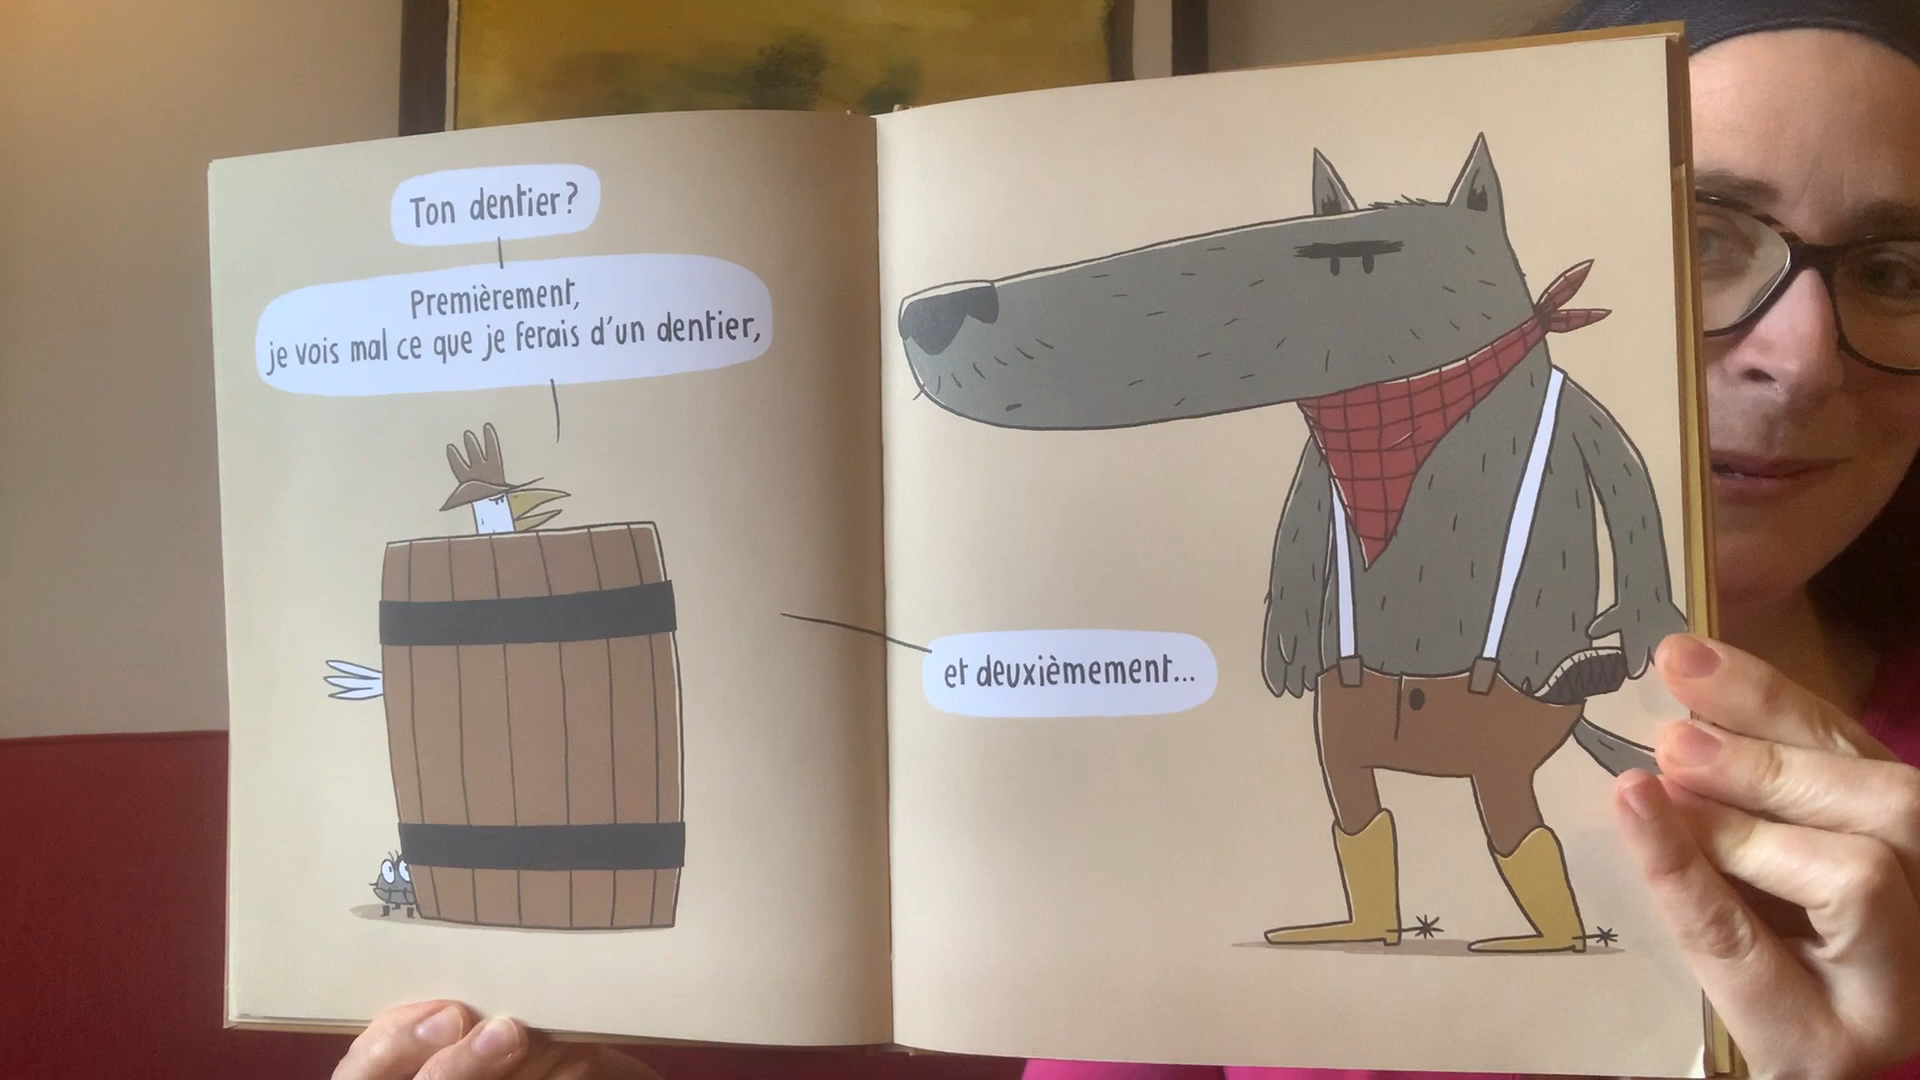 Ton dentier?
Premièrement,
je vois mal ce que je ferais d'un dentier,
et deuxièmement...